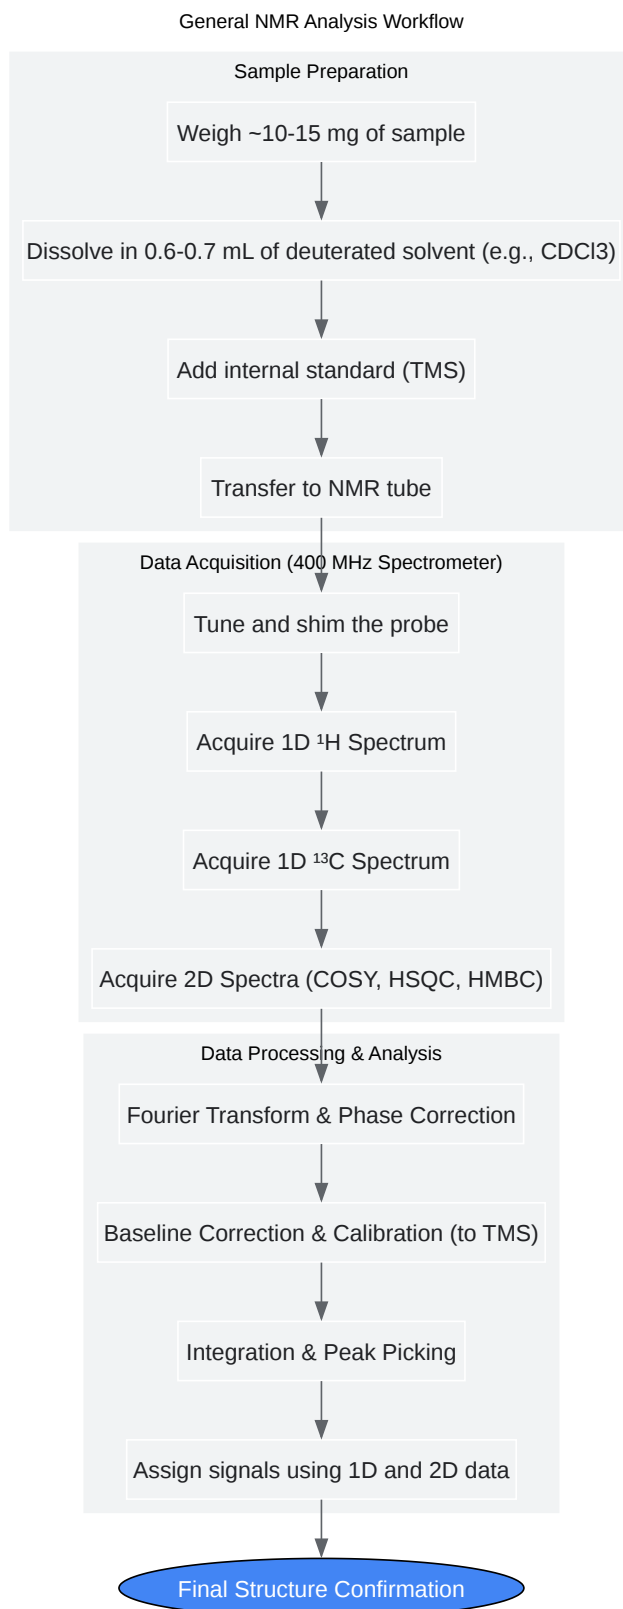 General NMR Analysis Workflow
Sample Preparation
Weigh ~10-15 mg of sample
Dissolve in 0.6-0.7 mL of deuterated solvent (e.g., CDCl3)
Add internal standard (TMS)
Transfer to NMR tube
Data Acquisition (400 MHz Spectrometer)
Tune and shim the probe
Acquire 1D ¹H Spectrum
Acquire 1D ¹³C Spectrum
Acquire 2D Spectra (COSY, HSQC, HMBC)
Data Processing & Analysis
Fourier Transform & Phase Correction
Baseline Correction & Calibration (to TMS)
Integration & Peak Picking
Assign signals using 1D and 2D data
Final Structure Confirmation